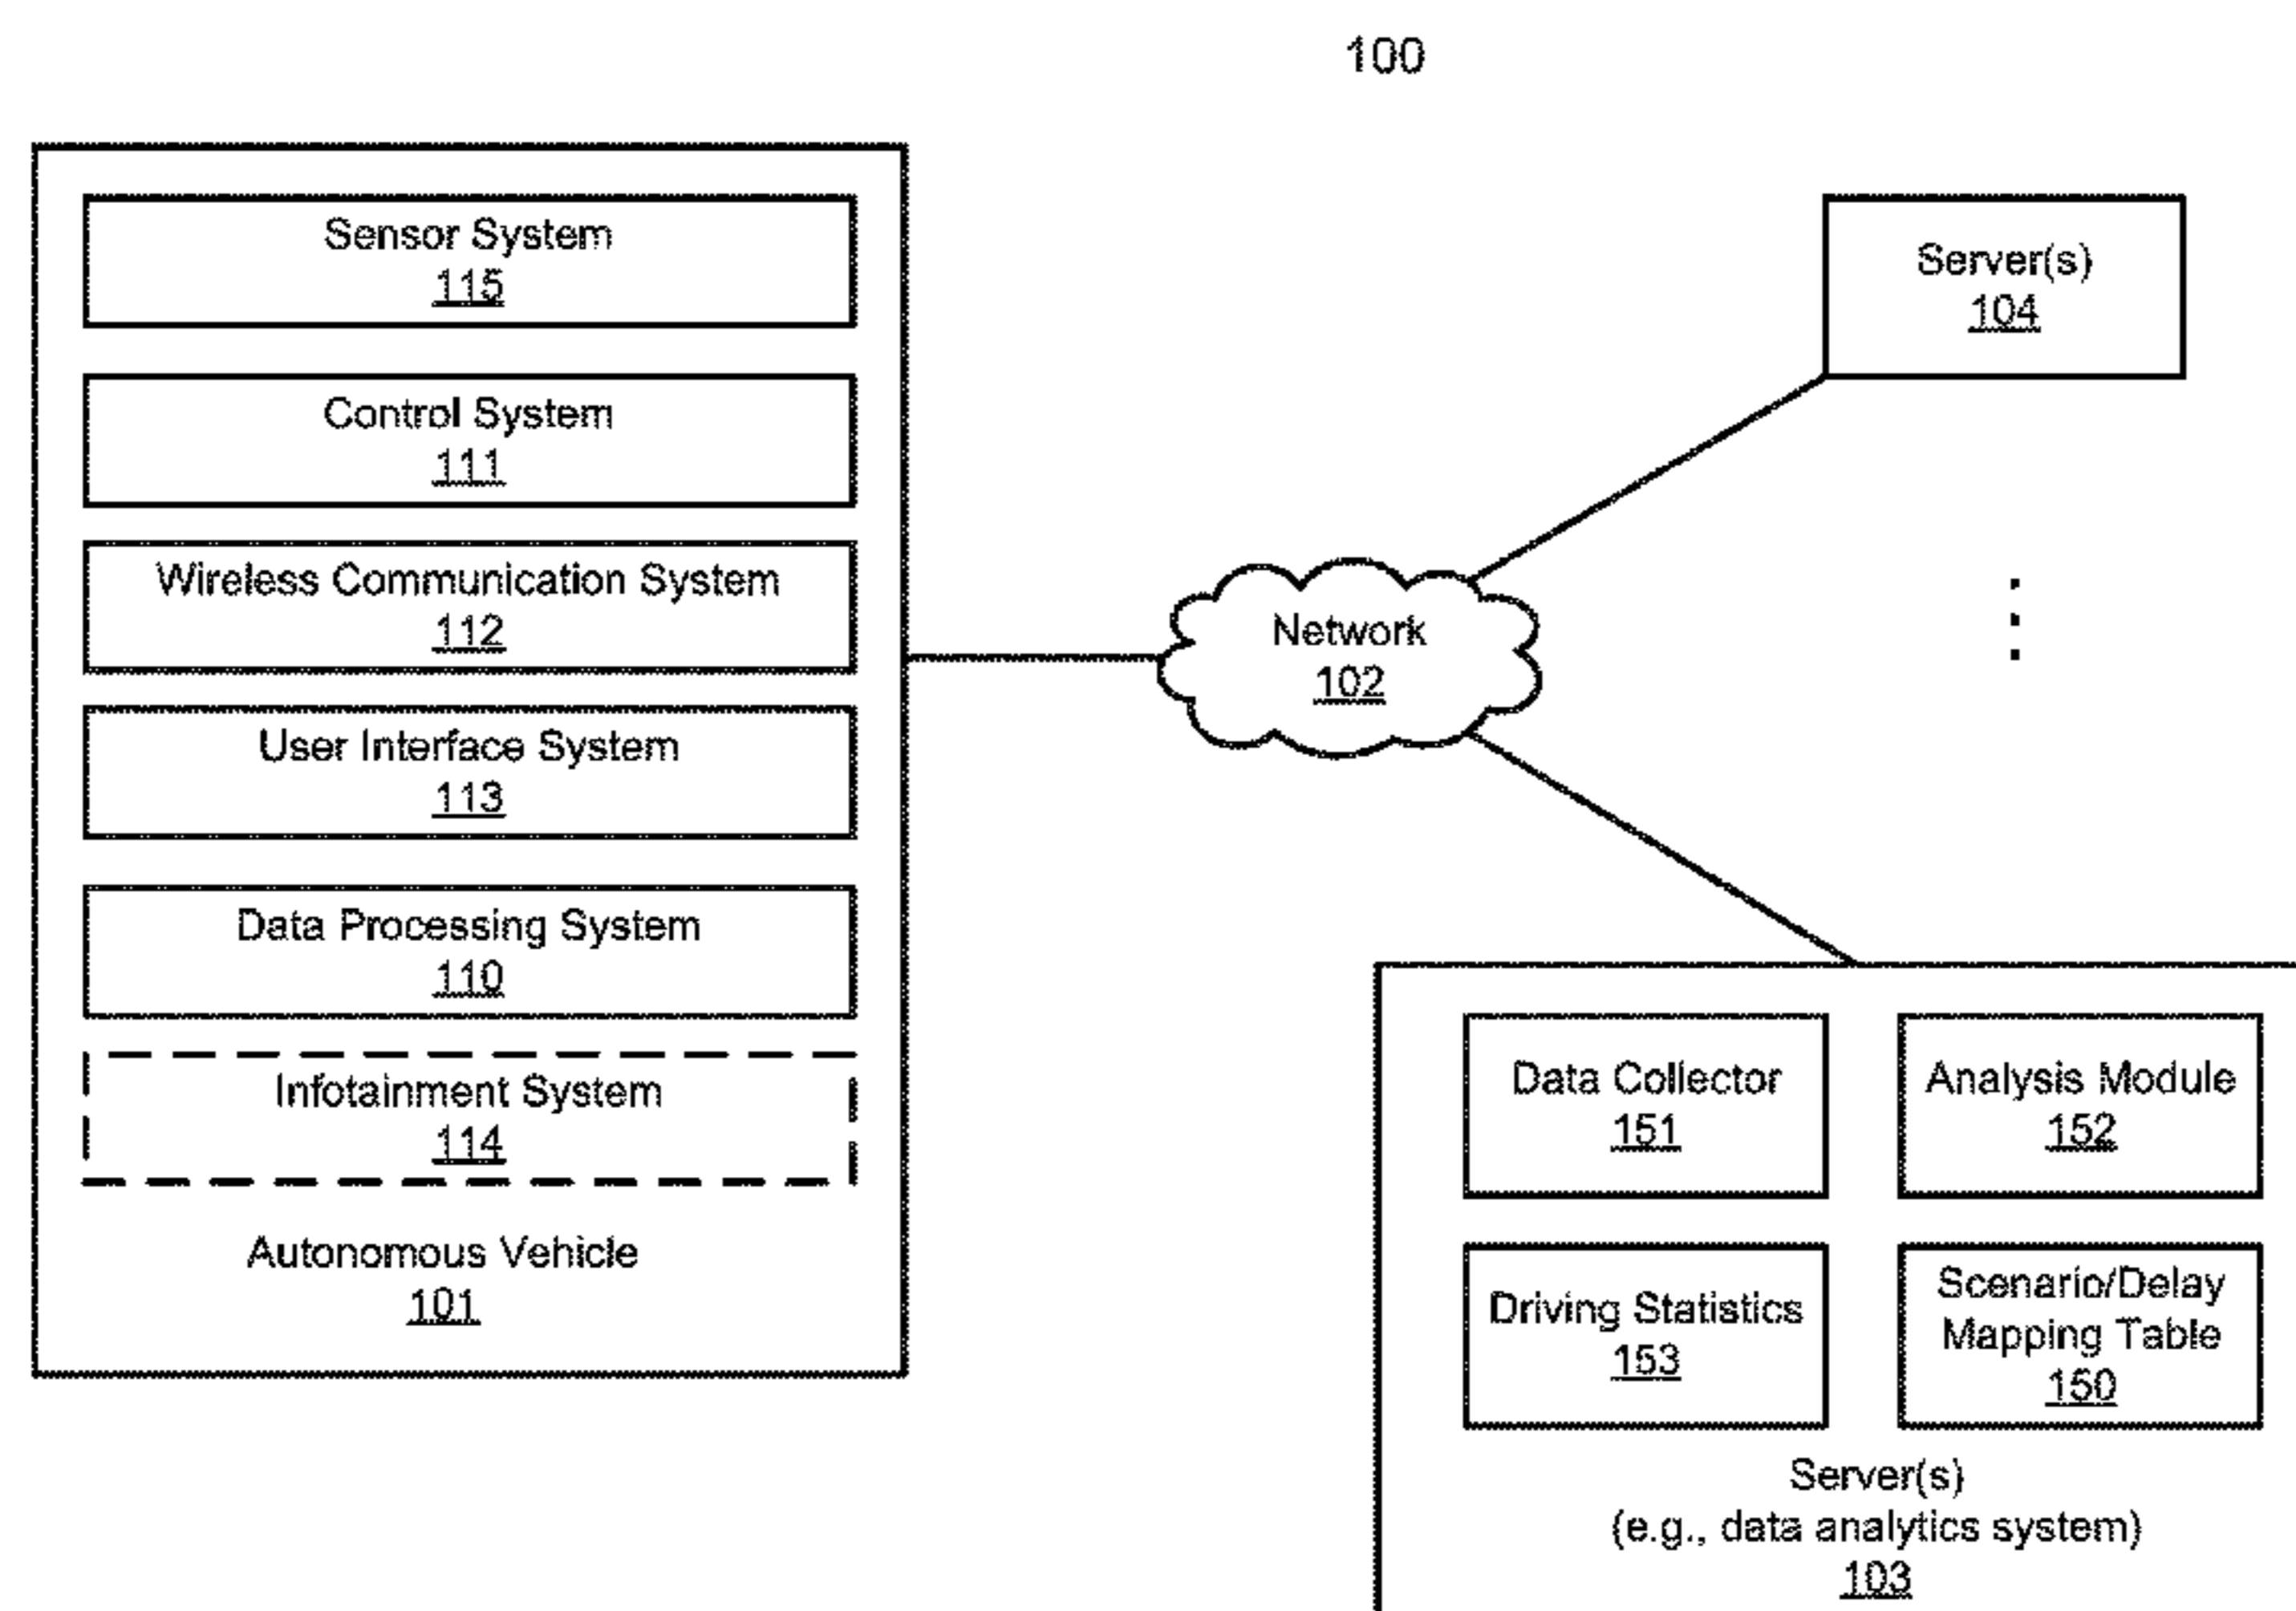 100
Sensor System
115
Control System
111
Wireless Communication System
112
User Interface System
113
Data Processing System
110
Infotainment System
114
Autonomous Vehicle
101
Network
102
Server(s)
104
Data Collector
151
Analysis Module
152
Driving Statistics
153
Scenario/Delay
Mapping Table
150
Server(s)
(e.g., data analytics system)
103